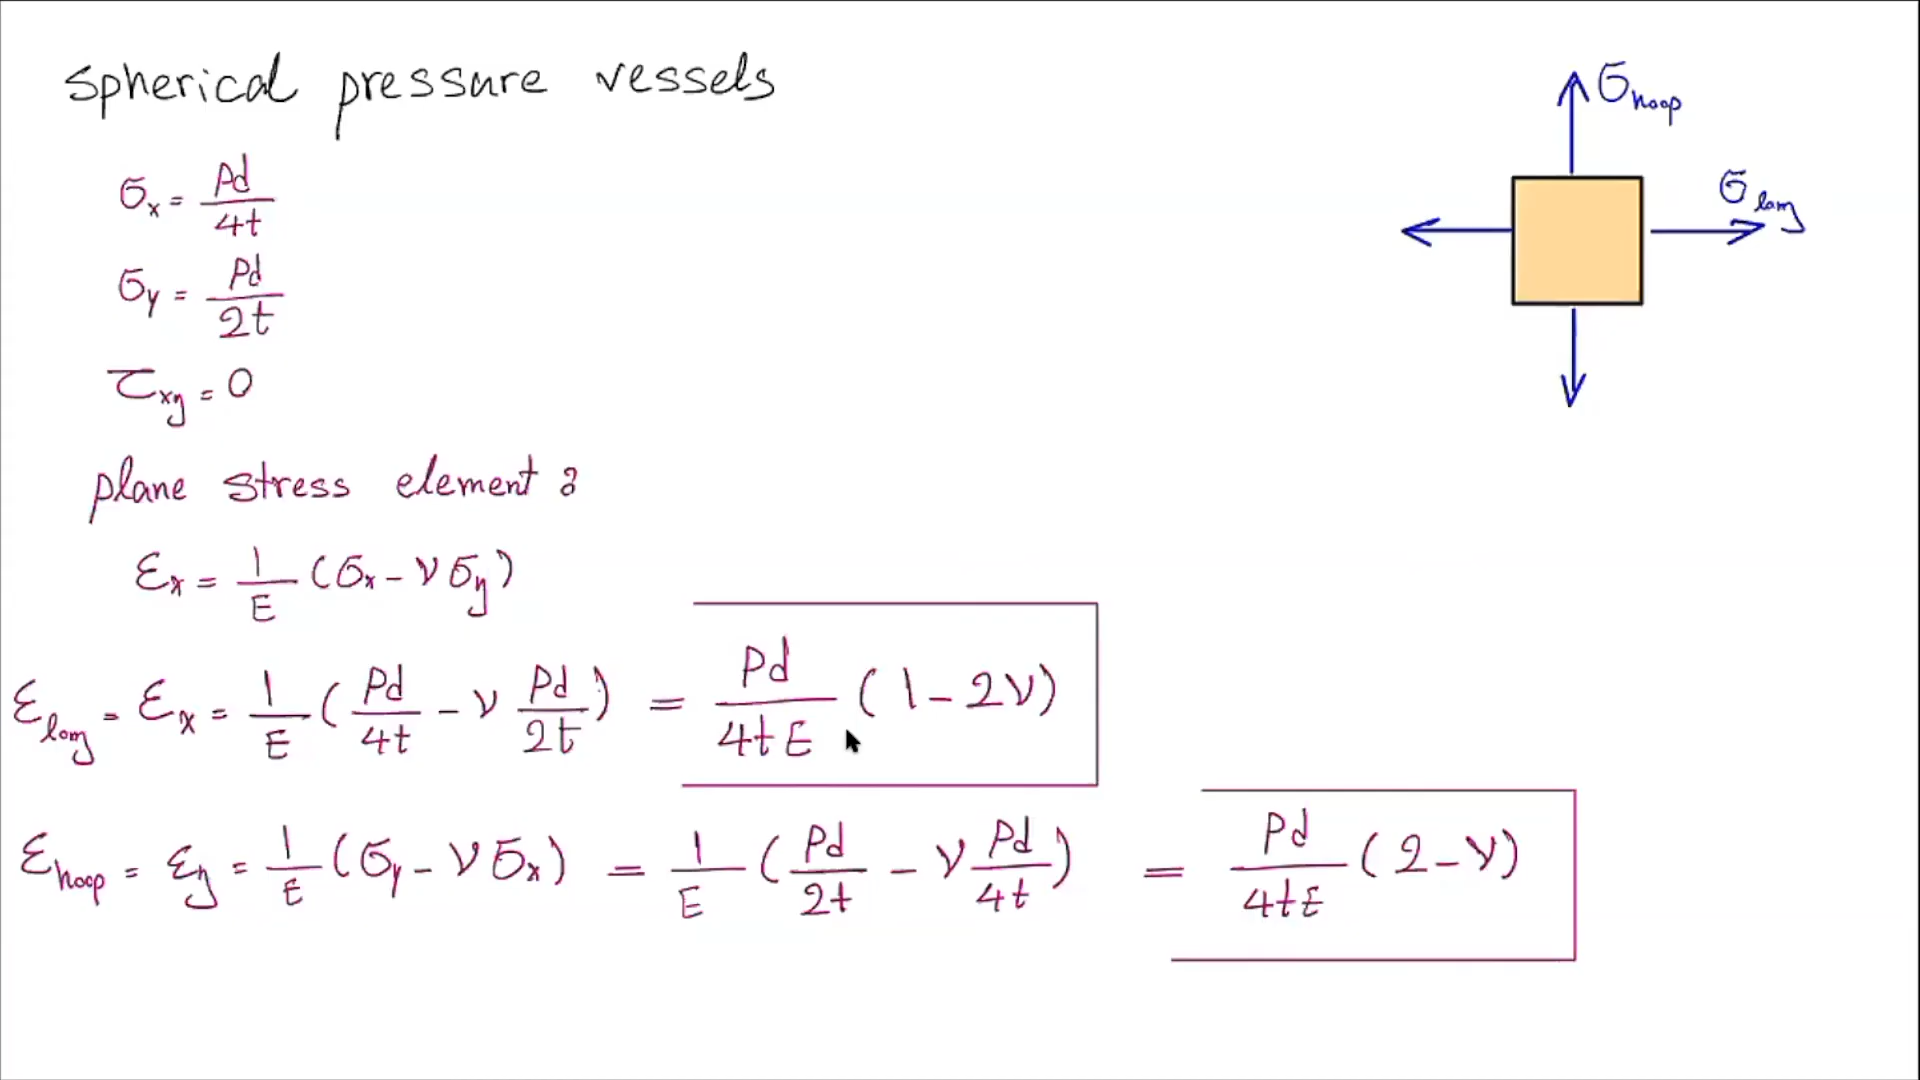 spherical pressure vessels
σhoop
σlong
σx = Pd/4t
σy = Pd/2t
τxy = 0
plane stress element :
εx = 1/E (σx - ν σy)
εlong = εx = 1/E (Pd/4t - ν Pd/2t) = Pd/4tE (1 - 2ν)
εhoop = εy = 1/E (σy - ν σx) = 1/E (Pd/2t - ν Pd/4t) = Pd/4tE (2 - ν)